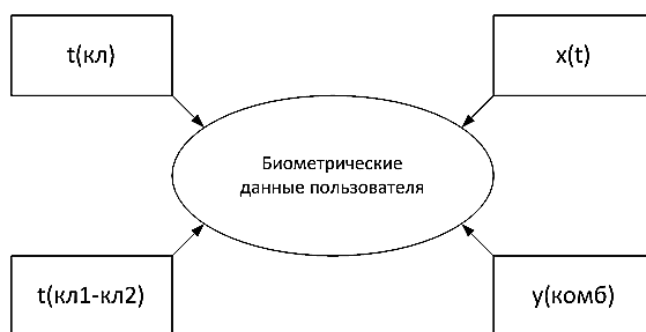 t(кл)
x(t)
Биометрические
данные пользователя
t(кл1-кл2)
y(комб)